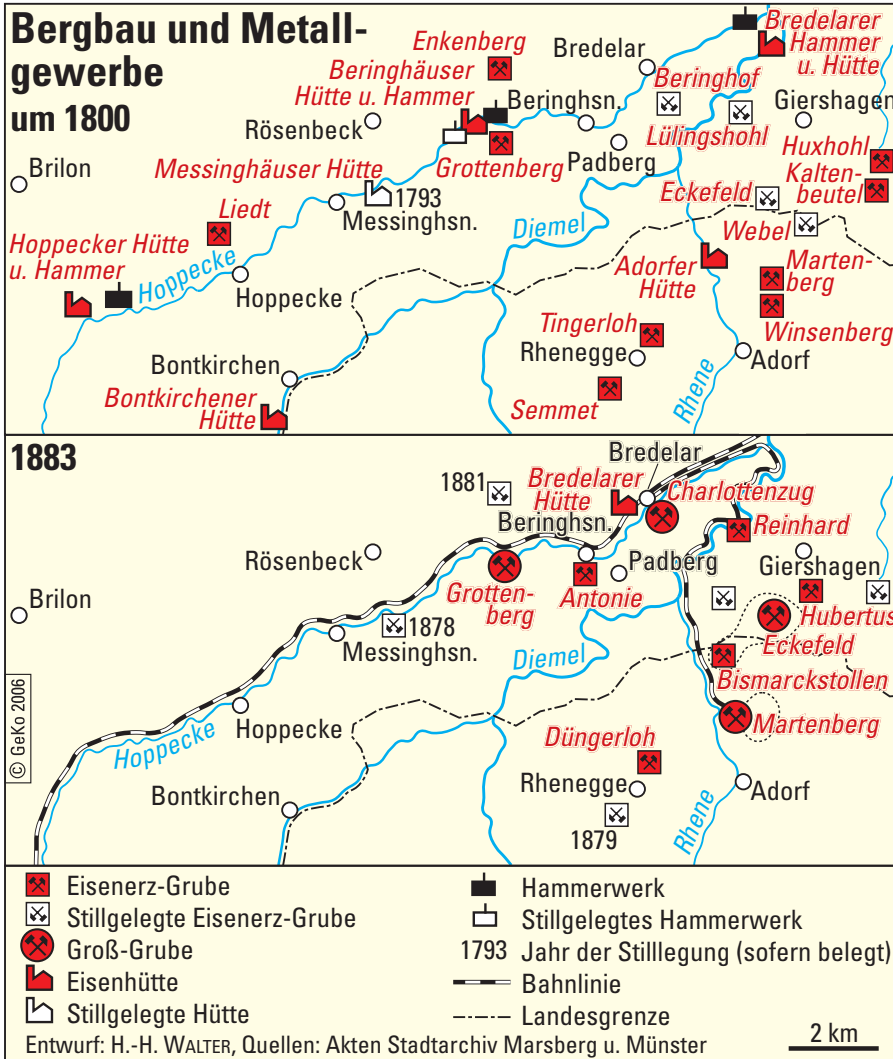 Bergbau und Metall-
gewerbe
um 1800
Enkenberg
Beringhäuser
Hütte u. Hammer
Bredelar
Bredelarer
Hammer
u. Hütte
Beringhof
Beringhsn.
Rösenbeck
Lülingshohl
Giershagen
Brilon
Messinghäuser Hütte
Grottenberg
Padberg
Huxhohl
Kalten-
beutel
1793
Messinghsn.
Eckefeld
Liedt
Diemel
Webel
Hoppecker Hütte
u. Hammer
Hoppecke
Hoppecke
Adorfer
Hütte
Marten-
berg
Tingerloh
Winsenberg
Bontkirchen
Rhenegge
Adorf
Bontkirchener
Hütte
Semmet
Rhene
1883
Bredelar
1881
Bredelarer
Hütte
Charlottenzug
Beringhsn.
Reinhard
Rösenbeck
Padberg
Giershagen
Brilon
Grotten-
berg
Antonie
Hubertus
1878
Messinghsn.
Eckefeld
Diemel
Bismarckstollen
© GeKo 2006
Hoppecke
Hoppecke
Martenberg
Düngerloh
Bontkirchen
Rhenegge
Adorf
1879
Rhene
Eisenerz-Grube
Stillgelegte Eisenerz-Grube
Groß-Grube
Eisenhütte
Stillgelegte Hütte
Hammerwerk
Stillgelegtes Hammerwerk
1793 Jahr der Stilllegung (sofern belegt)
Bahnlinie
Landesgrenze
Entwurf: H.-H. WALTER, Quellen: Akten Stadtarchiv Marsberg u. Münster
2 km